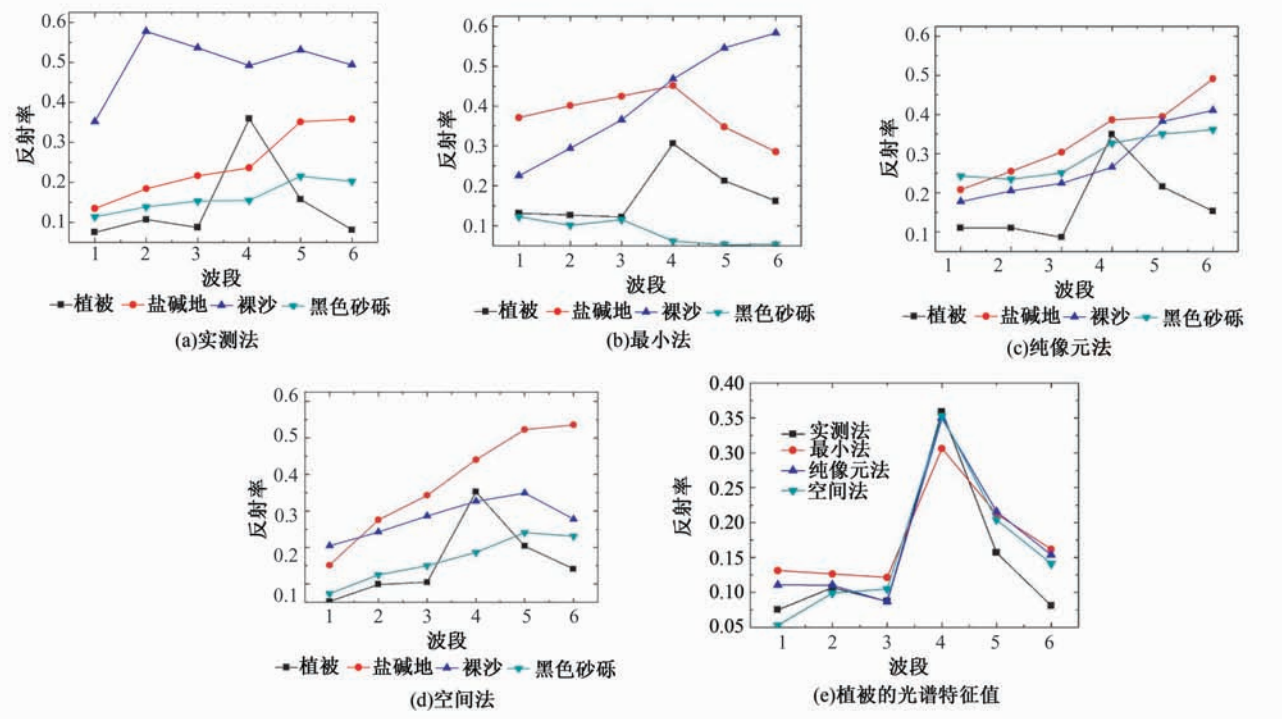 0.6
0.5
0.4
0.3
0.2
0.1
反射率
1 2 3 4 5 6
波段
植被 盐碱地 裸沙 黑色砂砾
(a)实测法
0.6
0.5
0.4
0.3
0.2
0.1
反射率
1 2 3 4 5 6
波段
植被 盐碱地 裸沙 黑色砂砾
(b)最小法
0.6
0.5
0.4
0.3
0.2
0.1
反射率
1 2 3 4 5 6
波段
植被 盐碱地 裸沙 黑色砂砾
(c)纯像元法
0.6
0.5
0.4
0.3
0.2
0.1
反射率
1 2 3 4 5 6
波段
植被 盐碱地 裸沙 黑色砂砾
(d)空间法
0.40
0.35
0.30
0.25
0.20
0.15
0.10
0.05
反射率
实测法
最小法
纯像元法
空间法
1 2 3 4 5 6
波段
(e)植被的光谱特征值